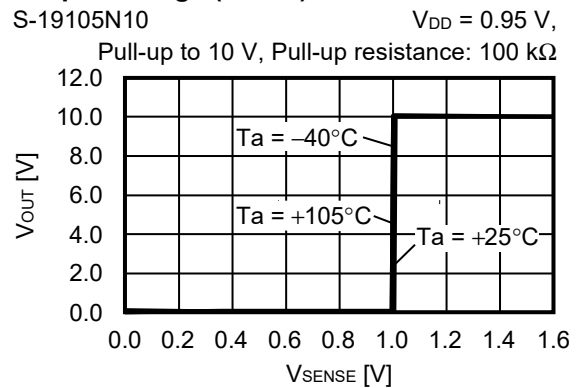 S-19105N10 VDD = 0.95 V,
Pull-up to 10 V, Pull-up resistance: 100 kΩ
12.0
10.0
8.0
6.0
4.0
2.0
0.0
VOUT [V]
Ta = −40°C
Ta = +105°C
Ta = +25°C
0.0 0.2 0.4 0.6 0.8 1.0 1.2 1.4 1.6
VSENSE [V]